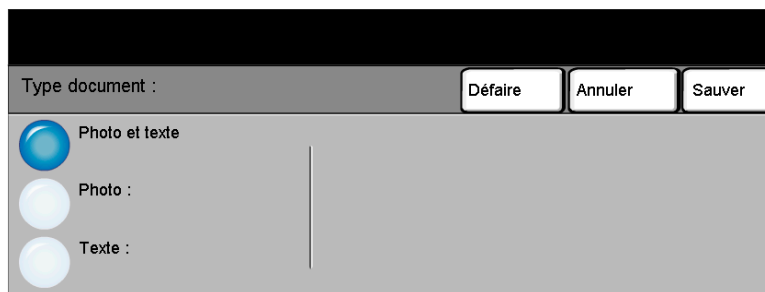 Type document :
Défaire
Annuler
Sauver
Photo et texte
Photo :
Texte :